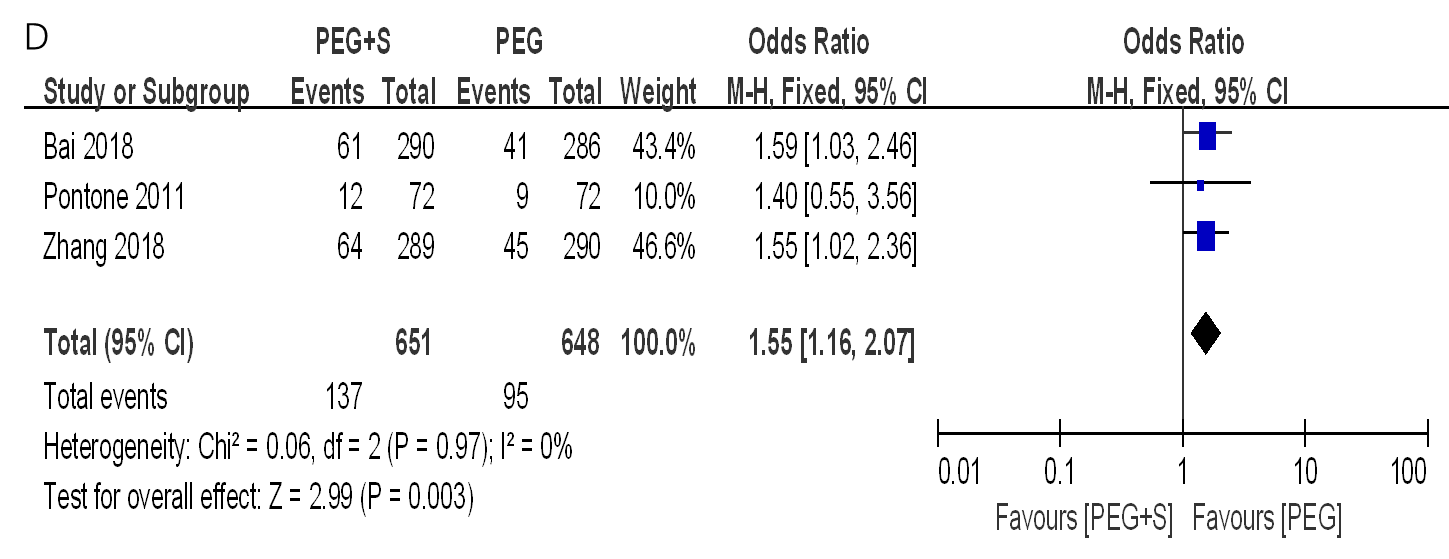 D
PEG+S PEG Odds Ratio Odds Ratio
Study or Subgroup Events Total Events Total Weight M-H, Fixed, 95% CI M-H, Fixed, 95% CI
Bai 2018 61 290 41 286 43.4% 1.59 [1.03, 2.46]
Pontone 2011 12 72 9 72 10.0% 1.40 [0.55, 3.56]
Zhang 2018 64 289 45 290 46.6% 1.55 [1.02, 2.36]
Total (95% CI) 651 648 100.0% 1.55 [1.16, 2.07]
Total events 137 95
Heterogeneity: Chi² = 0.06, df = 2 (P = 0.97); I² = 0%
Test for overall effect: Z = 2.99 (P = 0.003)
0.01 0.1 1 10 100
Favours [PEG+S] Favours [PEG]